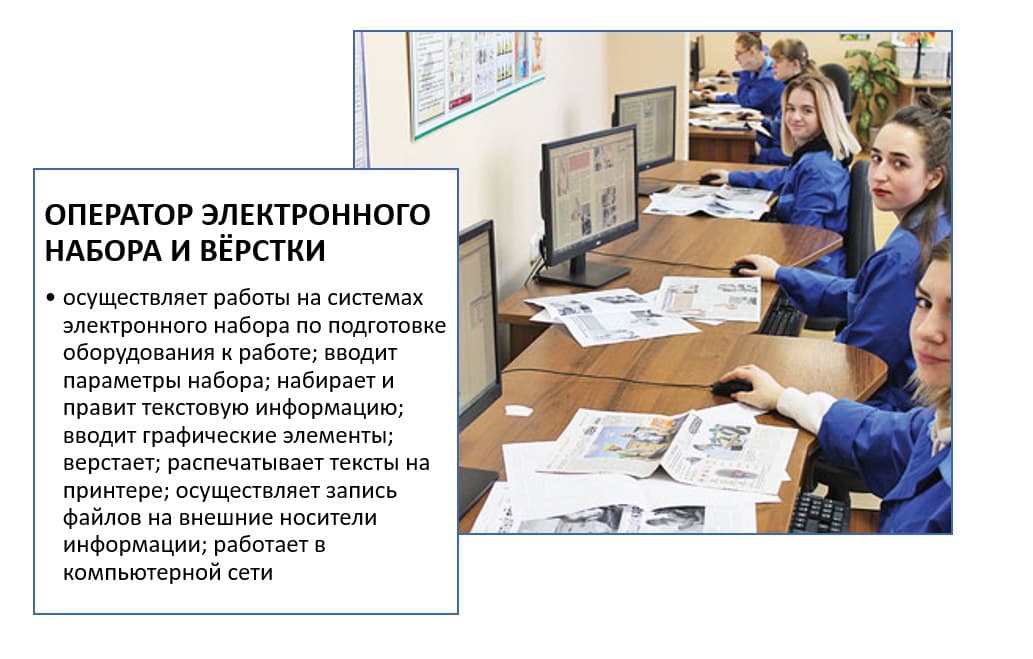 ОПЕРАТОР ЭЛЕКТРОННОГО
НАБОРА И ВЁРСТКИ
• осуществляет работы на системах
электронного набора по подготовке
оборудования к работе; вводит
параметры набора; набирает и
правит текстовую информацию;
вводит графические элементы;
верстает; распечатывает тексты на
принтере; осуществляет запись
файлов на внешние носители
информации; работает в
компьютерной сети